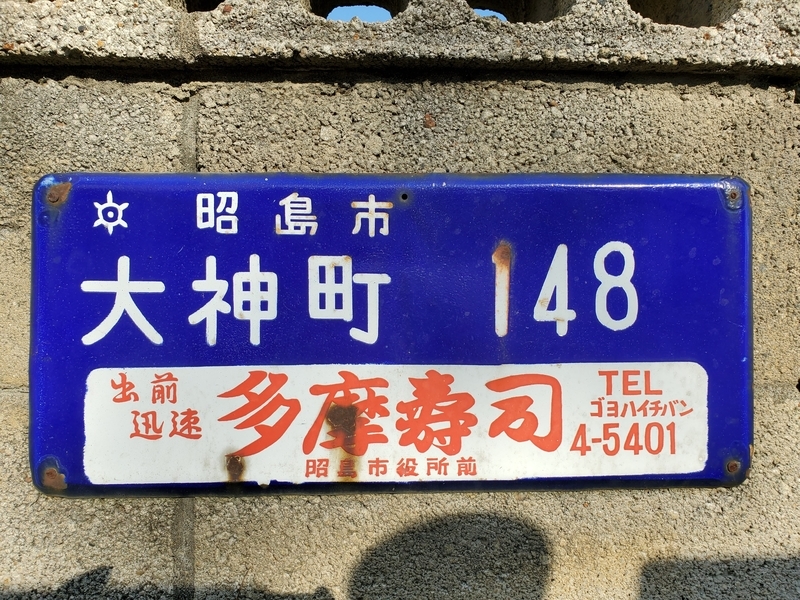 昭島市
大神町 148
出前
迅速
多摩寿司
昭島市役所前
TEL
ゴヨハイチバン
4-5401